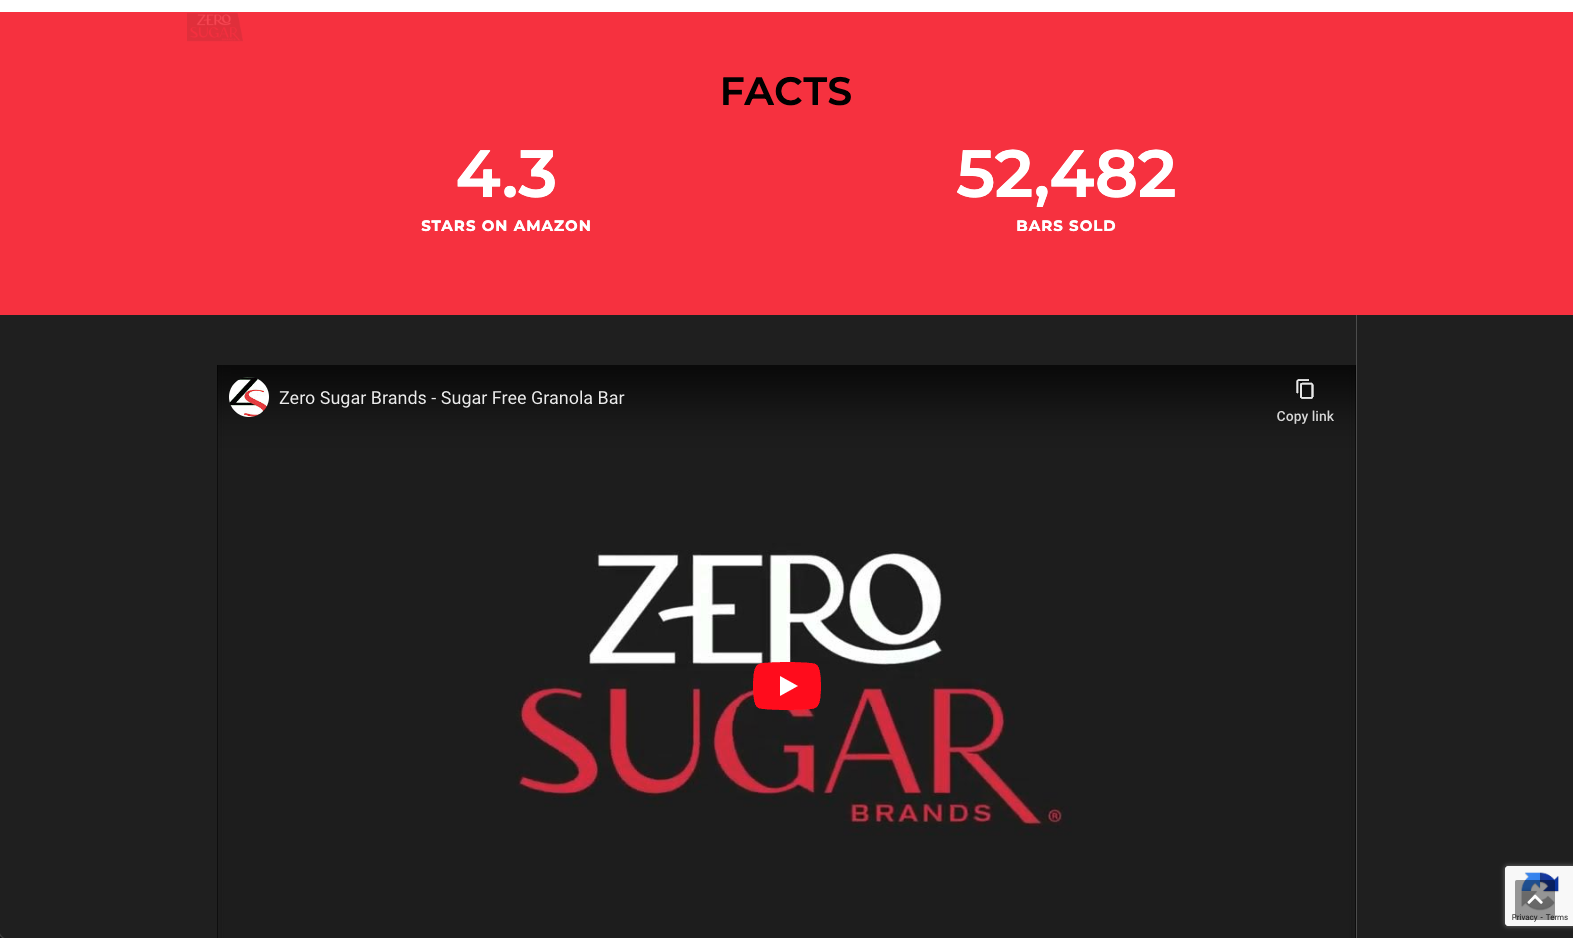 ZERO
SUGAR
FACTS
4.3
STARS ON AMAZON
52,482
BARS SOLD
Zero Sugar Brands - Sugar Free Granola Bar
Copy link
ZERO
SUGAR
BRANDS ®
Privacy - Terms